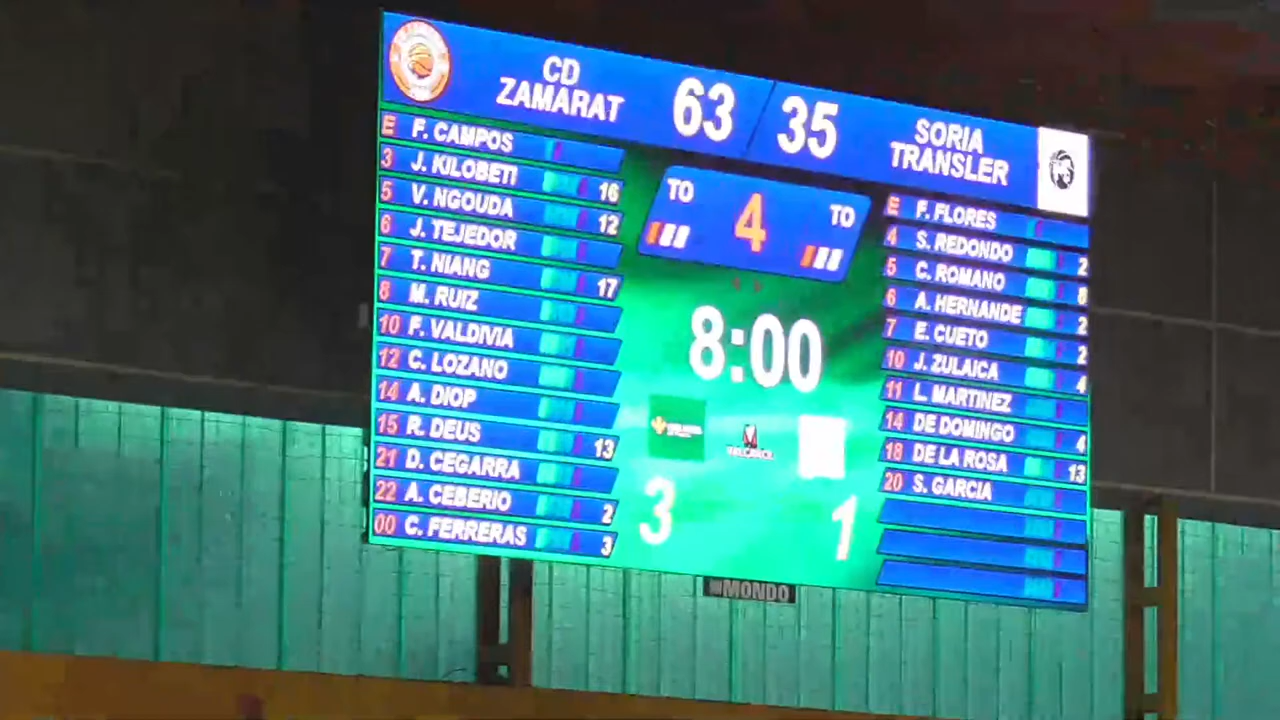 CD
ZAMARAT
63
35
SORIA
TRANSLER
E F. CAMPOS
3 J. KILOBETI 16
5 V. NGOUDA 12
6 J. TEJEDOR
7 T. NIANG 17
8 M. RUIZ
10 F. VALDIVIA
12 C. LOZANO
14 A. DIOP
15 R. DEUS 13
21 D. CEGARRA
22 A. CEBERIO 2
00 C. FERRERAS 3
TO
4
TO
8:00
3
1
E F. FLORES
4 S. REDONDO 2
5 C. ROMANO 8
6 A. HERNANDE 2
7 E. CUETO 2
10 J. ZULAICA 4
11 L. MARTINEZ
14 DE DOMINGO 4
18 DE LA ROSA 13
20 S. GARCIA
MONDO